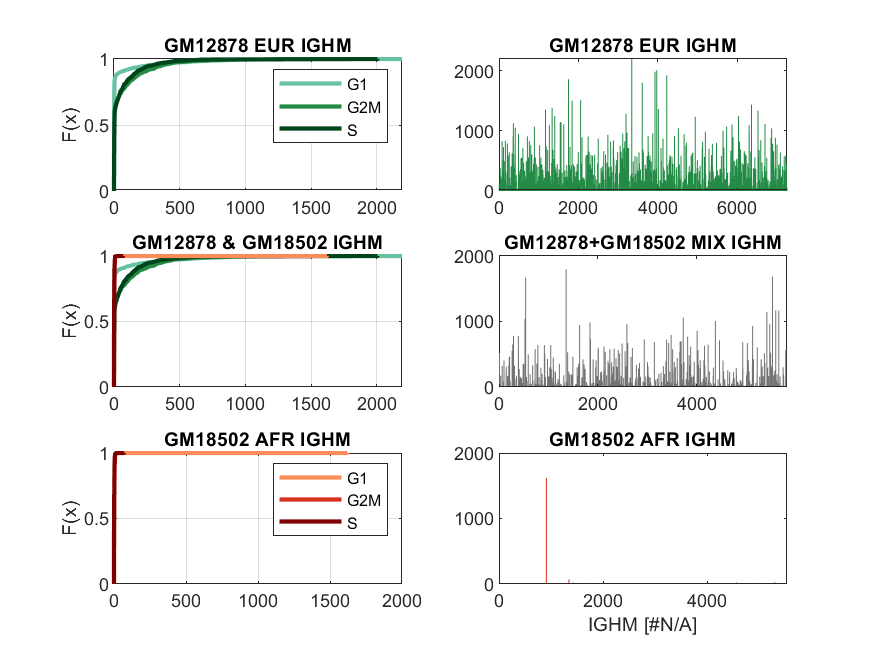 GM12878 EUR IGHM
1
0.5
0
F(x)
G1
G2M
S
0 500 1000 1500 2000
GM12878 EUR IGHM
2000
1000
0
0 2000 4000 6000
GM12878 & GM18502 IGHM
1
0.5
0
F(x)
0 500 1000 1500 2000
GM12878+GM18502 MIX IGHM
2000
1000
0
0 2000 4000
GM18502 AFR IGHM
1
0.5
0
F(x)
G1
G2M
S
0 500 1000 1500 2000
GM18502 AFR IGHM
2000
1000
0
0 2000 4000
IGHM [#N/A]